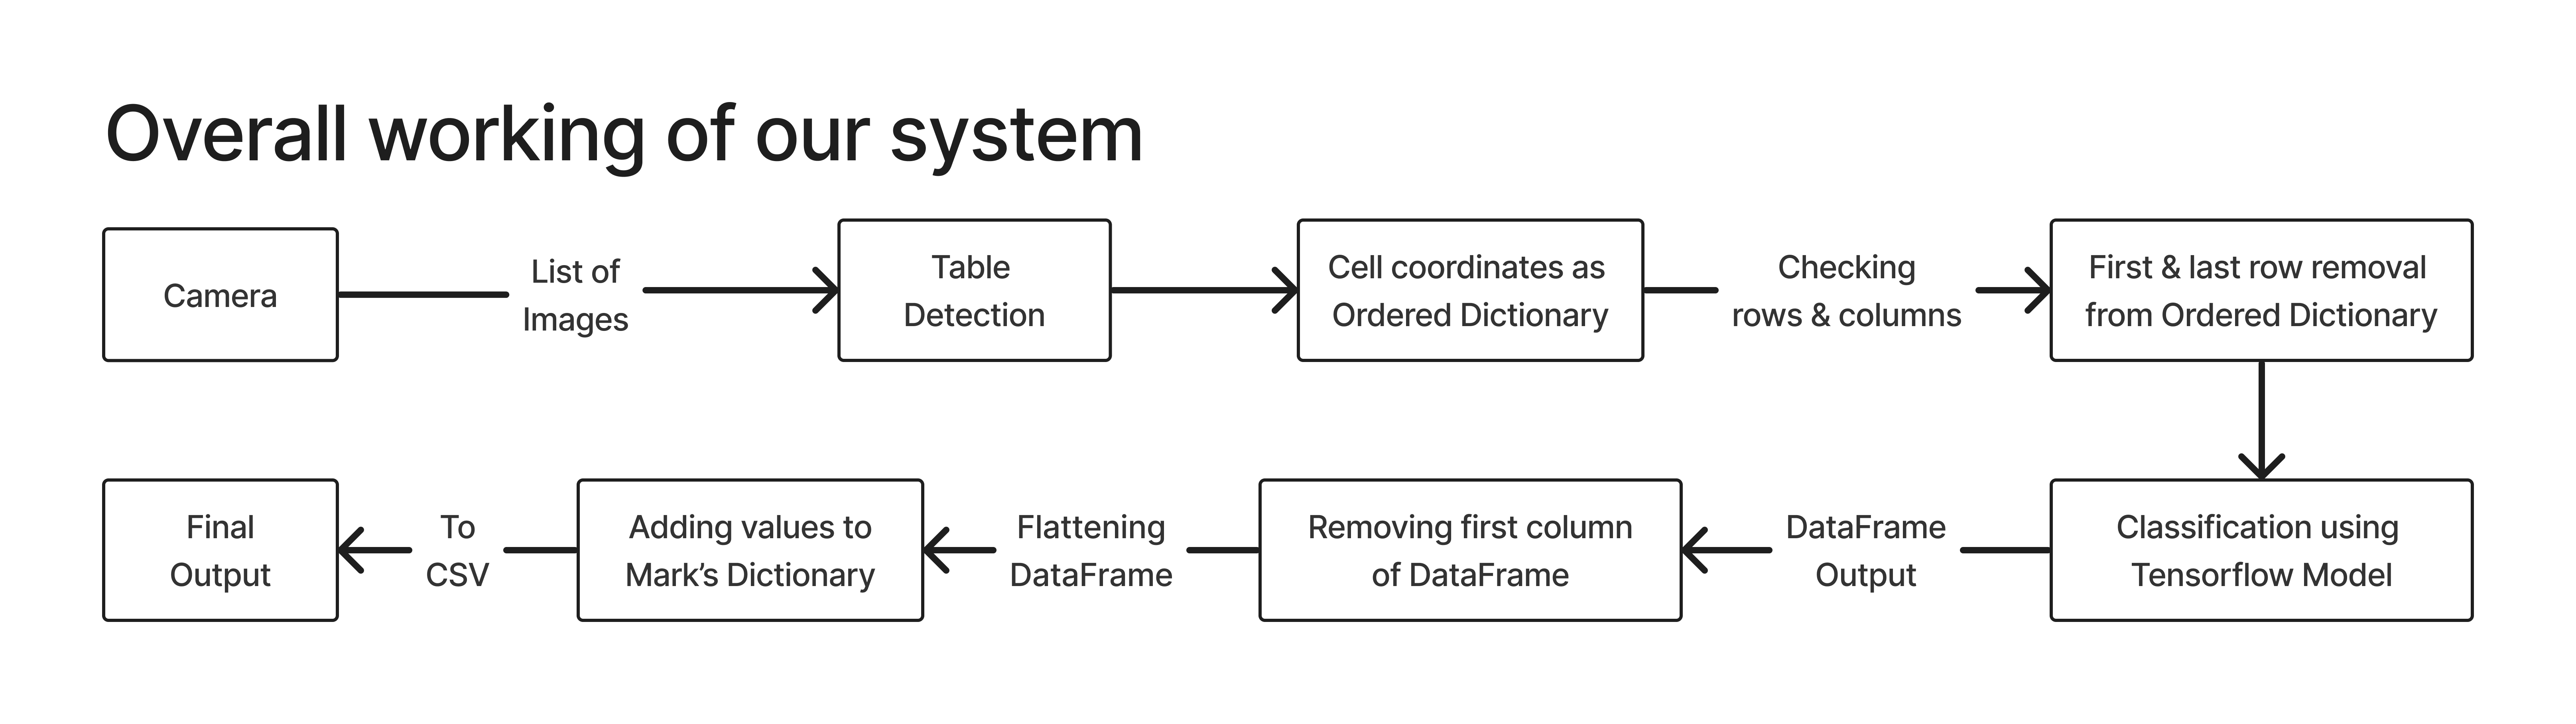 Overall working of our system
Camera
List of
Images
Table
Detection
Cell coordinates as
Ordered Dictionary
Checking
rows & columns
First & last row removal
from Ordered Dictionary
Classification using
Tensorflow Model
DataFrame
Output
Removing first column
of DataFrame
Flattening
DataFrame
Adding values to
Mark’s Dictionary
To
CSV
Final
Output